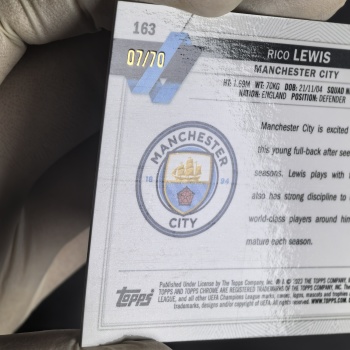 163
07/70
RICO LEWIS
MANCHESTER CITY
HT: 1.69M WT: 70KG DOB: 21/11/04 SQUAD
NATION: ENGLAND POSITION: DEFENDER
Manchester City is excited
this young full-back after
seasons. Lewis plays with
also has strong discipline to
world-class players around him
mature each season.
MANCHESTER
18 94
CITY
Topps
Published Under License by The Topps Company, Inc. ® & © 2023 THE TOPPS COMPANY,
TOPPS AND TOPPS CHROME ARE REGISTERED TRADEMARKS OF THE TOPPS COMPANY, INC.
LEAGUE, and all other UEFA Champions League marks, names, logos, mascots and trophies
trademarks, designs and/or copyright of UEFA. All rights reserved. WWW.TOPPS.COM.